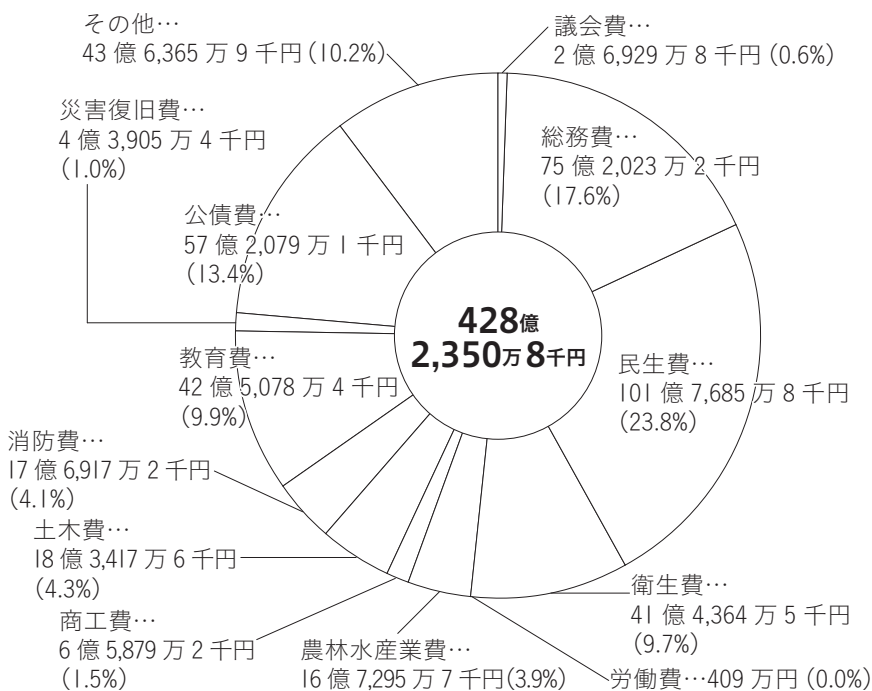 議会費…
2 億 6,929 万 8 千円 (0.6%)
総務費…
75 億 2,023 万 2 千円
(17.6%)
民生費…
101 億 7,685 万 8 千円
(23.8%)
衛生費…
41 億 4,364 万 5 千円
(9.7%)
労働費…409 万円 (0.0%)
農林水産業費…
16 億 7,295 万 7 千円(3.9%)
商工費…
6 億 5,879 万 2 千円
(1.5%)
土木費…
18 億 3,417 万 6 千円
(4.3%)
消防費…
17 億 6,917 万 2 千円
(4.1%)
教育費…
42 億 5,078 万 4 千円
(9.9%)
災害復旧費…
4 億 3,905 万 4 千円
(1.0%)
公債費…
57 億 2,079 万 1 千円
(13.4%)
その他…
43 億 6,365 万 9 千円 (10.2%)
428億
2,350万 8千円